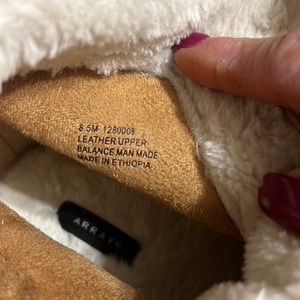 8.5M 1280008
LEATHER UPPER
BALANCE MAN MADE
MADE IN ETHIOPIA
ARRAY®